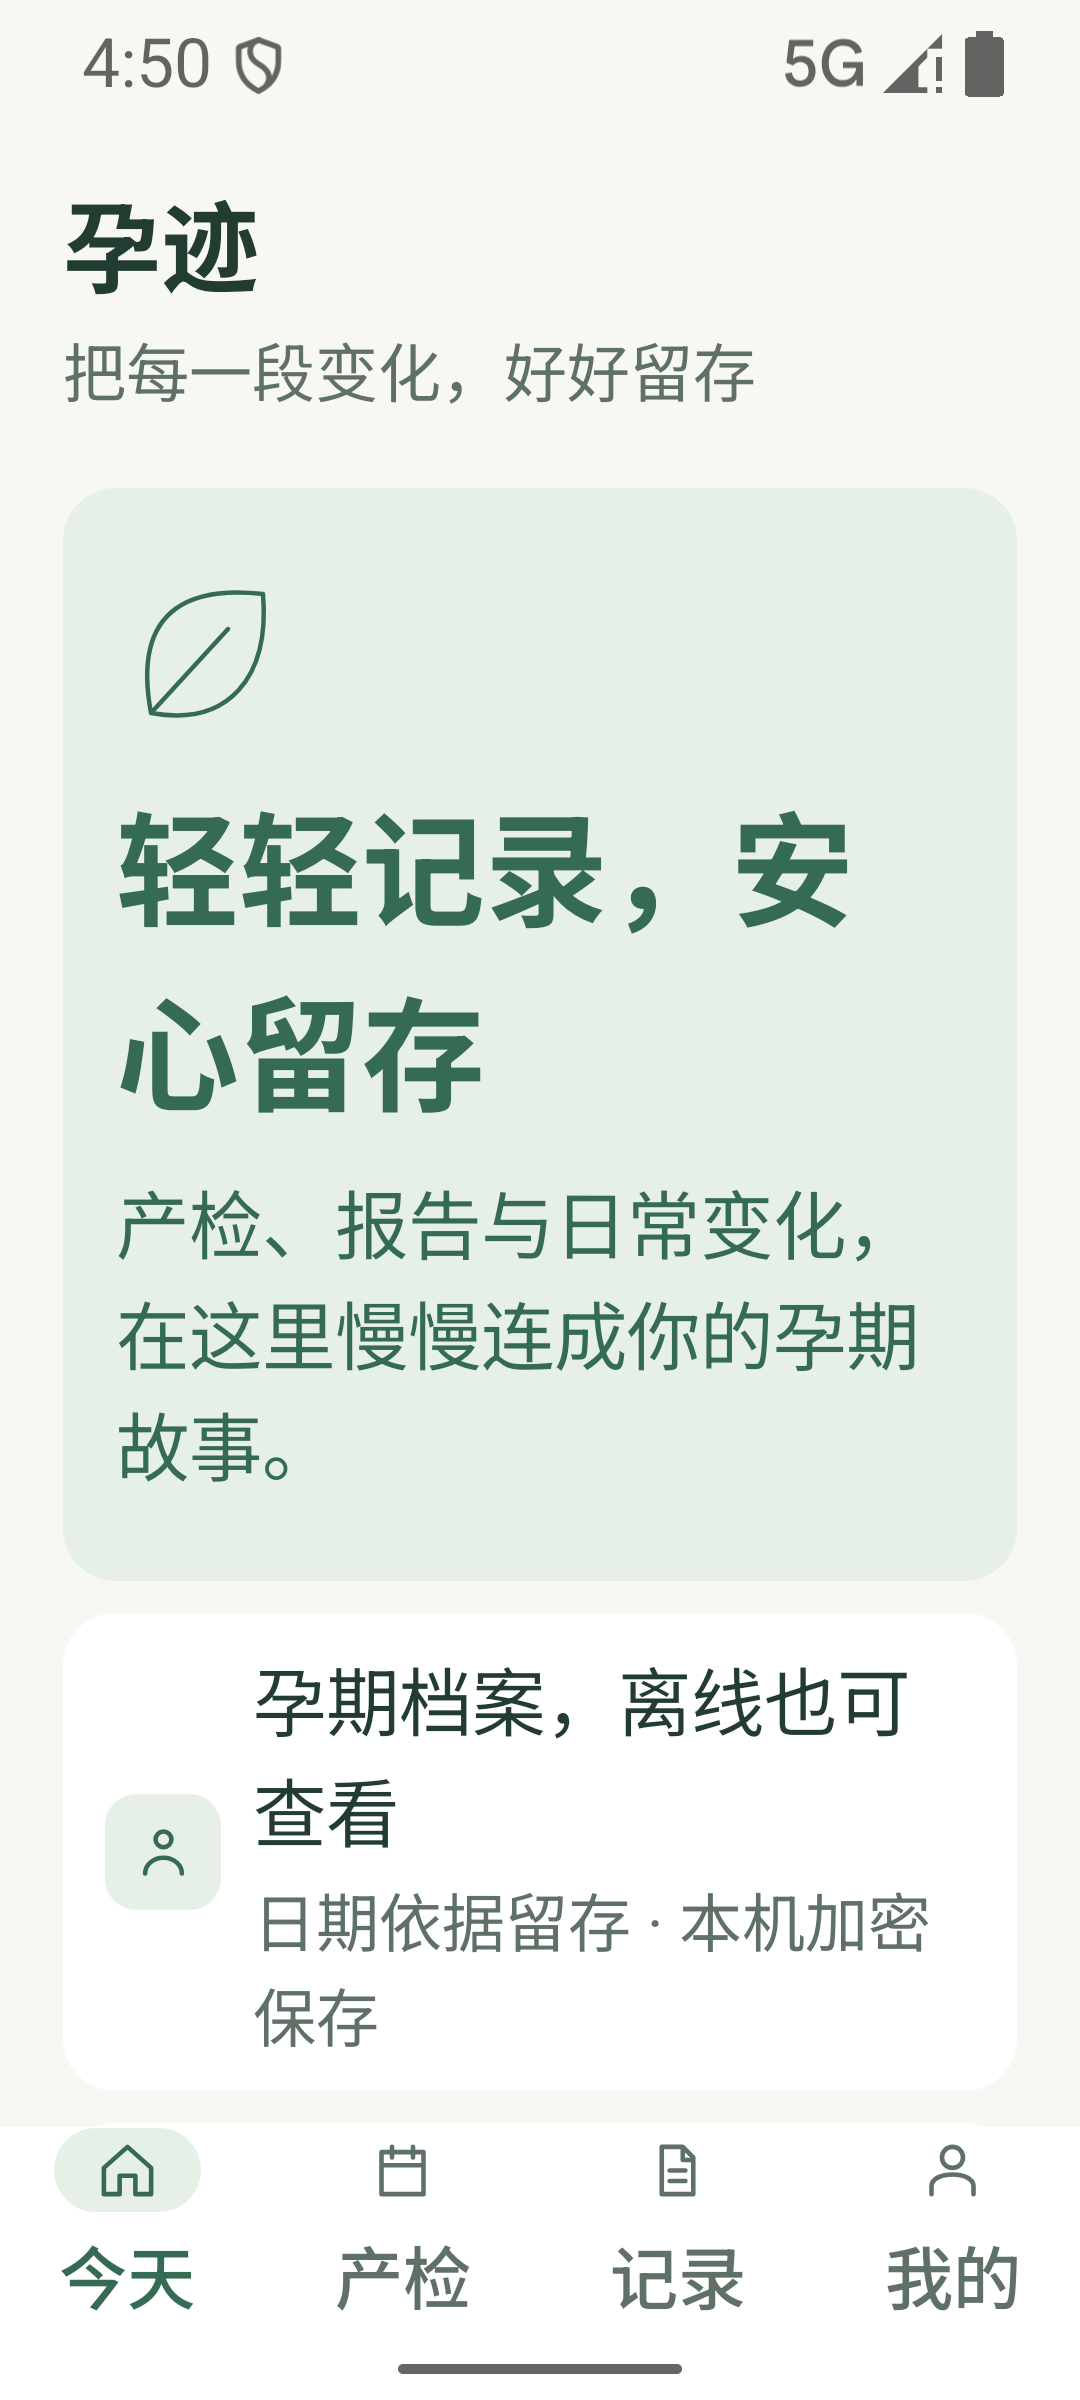 4:50
5G
孕迹
把每一段变化，好好留存
轻轻记录，安
心留存
产检、报告与日常变化，
在这里慢慢连成你的孕期
故事。
孕期档案，离线也可
查看
日期依据留存 · 本机加密
保存
今天
产检
记录
我的